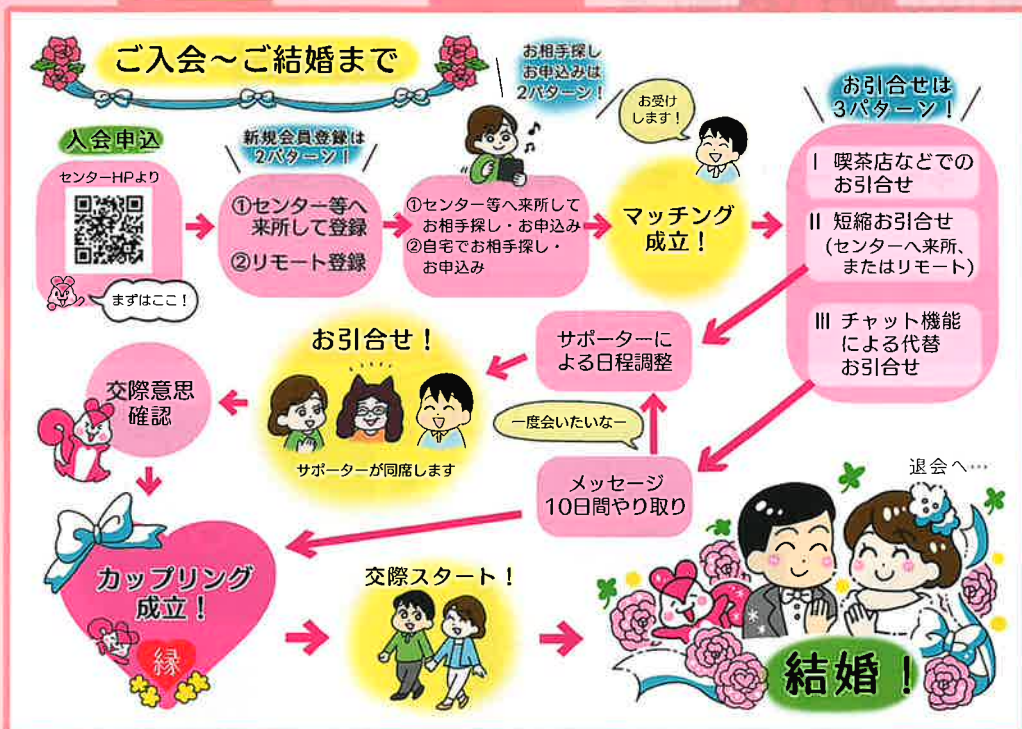 ご入会～ご結婚まで
入会申込
センターHPより
まずはここ！
新規会員登録は
2パターン！
①センター等へ
来所して登録
②リモート登録
お相手探し
お申込みは
2パターン！
①センター等へ来所して
お相手探し・お申込み
②自宅でお相手探し・
お申込み
お受け
します！
マッチング
成立！
お引合せは
3パターン！
Ⅰ 喫茶店などでの
お引合せ
Ⅱ 短縮お引合せ
(センターへ来所、
またはリモート)
Ⅲ チャット機能
による代替
お引合せ
サポーターに
よる日程調整
一度会いたいなー
メッセージ
10日間やり取り
お引合せ！
サポーターが同席します
交際意思
確認
カップリング
成立！
縁
交際スタート！
退会へ…
結婚！